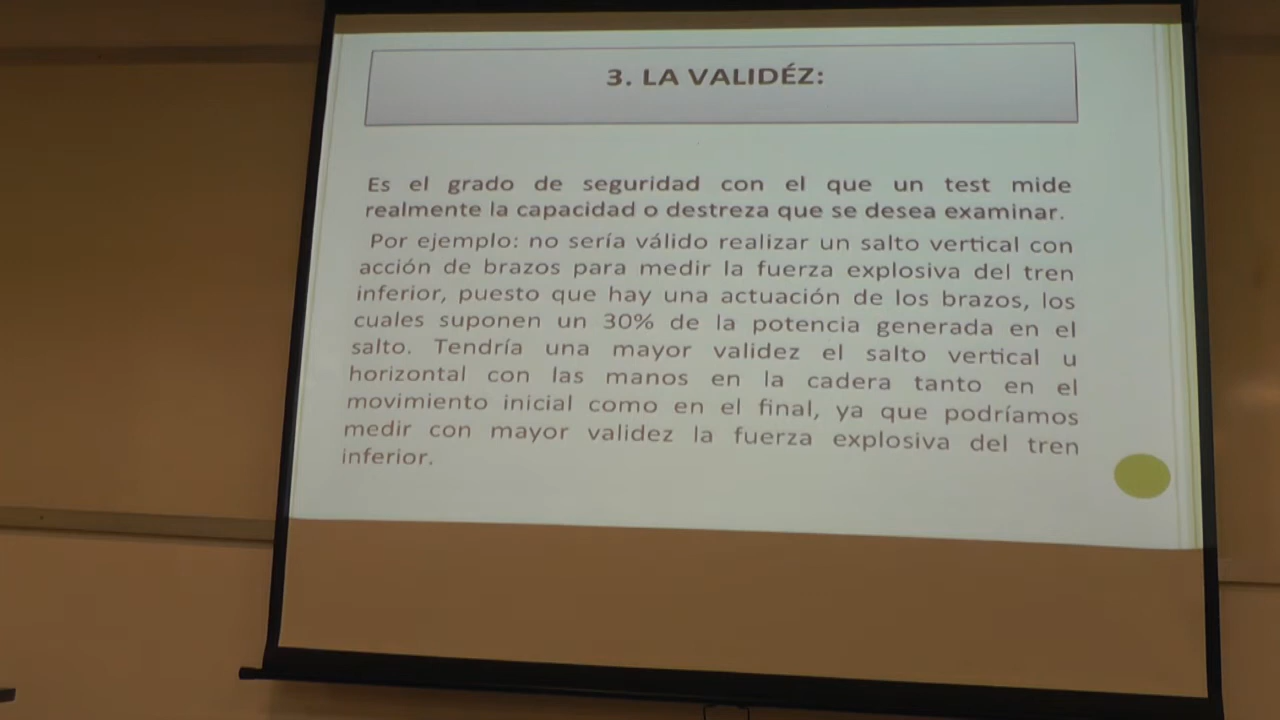 3. LA VALIDÉZ:
Es el grado de seguridad con el que un test mide
realmente la capacidad o destreza que se desea examinar.
Por ejemplo: no sería válido realizar un salto vertical con
acción de brazos para medir la fuerza explosiva del tren
inferior, puesto que hay una actuación de los brazos, los
cuales suponen un 30% de la potencia generada en el
salto. Tendría una mayor validez el salto vertical u
horizontal con las manos en la cadera tanto en el
movimiento inicial como en el final, ya que podríamos
medir con mayor validez la fuerza explosiva del tren
inferior.